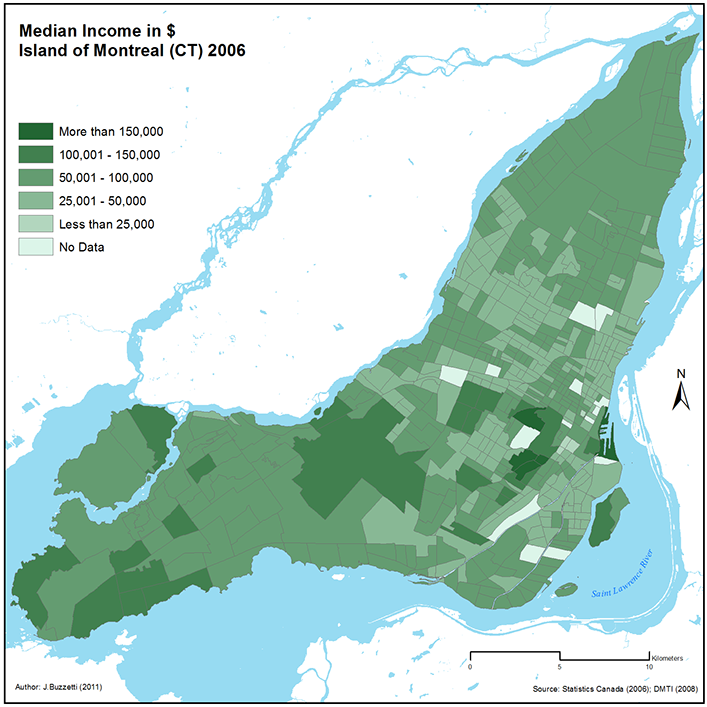 Median Income in $
Island of Montreal (CT) 2006
More than 150,000
100,001 - 150,000
50,001 - 100,000
25,001 - 50,000
Less than 25,000
No Data
N
Saint Lawrence River
0 5 10 Kilometers
Author: J.Buzzetti (2011)
Source: Statistics Canada (2006); DMTI (2008)